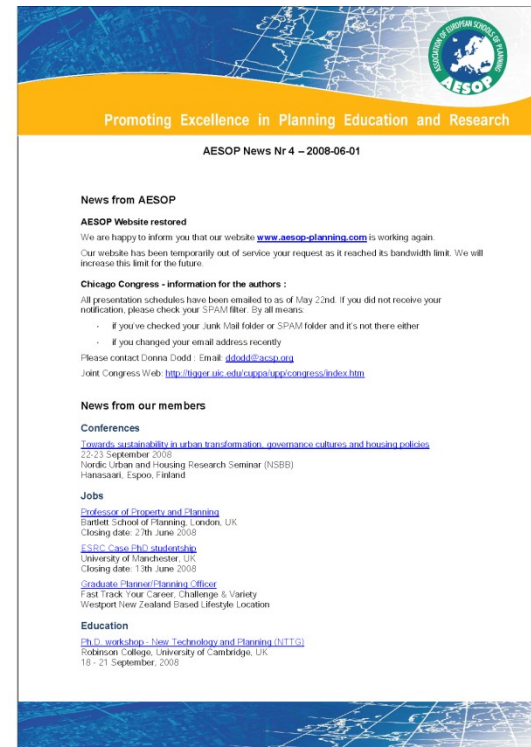 ASSOCIATION OF EUROPEAN SCHOOLS OF PLANNING
AESOP
Promoting Excellence in Planning Education and Research
AESOP News Nr 4 – 2008-06-01
News from AESOP
AESOP Website restored
We are happy to inform you that our website www.aesop-planning.com is working again.
Our website has been temporarily out of service your request as it reached its bandwidth limit. We will
increase this limit for the future.
Chicago Congress - information for the authors :
All presentation schedules have been emailed to as of May 22nd. If you did not receive your
notification, please check your SPAM filter. By all means:
· if you've checked your Junk Mail folder or SPAM folder and it's not there either
· if you changed your email address recently
Please contact Donna Dodd : Email: ddodd@acsp.org
Joint Congress Web: http://tigger.uic.edu/cuppa/upp/congress/index.htm
News from our members
Conferences
Towards sustainability in urban transformation, governance cultures and housing policies
22-23 September 2008
Nordic Urban and Housing Research Seminar (NSBB)
Hanasaari, Espoo, Finland
Jobs
Professor of Property and Planning
Bartlett School of Planning, London, UK
Closing date: 27th June 2008
ESRC Case PhD studentship
University of Manchester, UK
Closing date: 13th June 2008
Graduate Planner/Planning Officer
Fast Track Your Career, Challenge & Variety
Westport New Zealand Based Lifestyle Location
Education
Ph.D. workshop - New Technology and Planning (NTTG)
Robinson College, University of Cambridge, UK
18 - 21 September, 2008